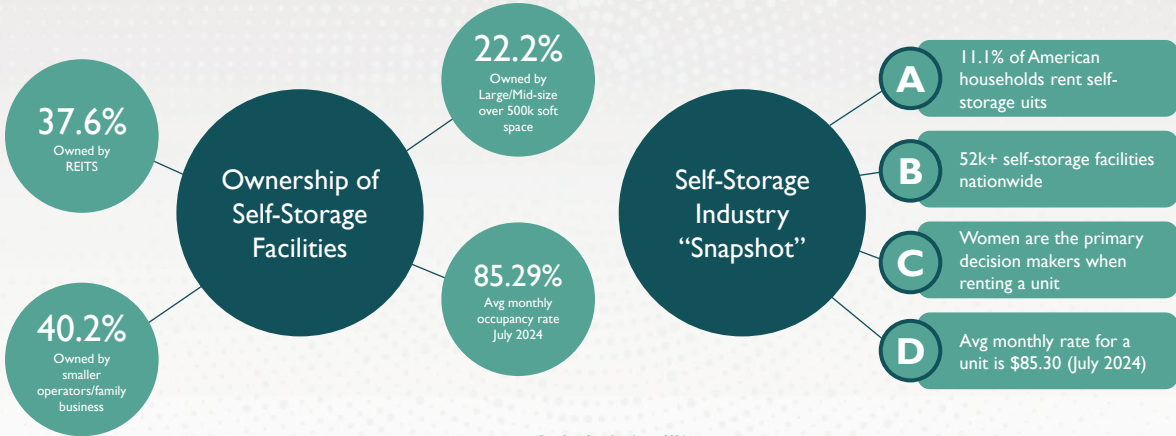 37.6%
Owned by
REITS
22.2%
Owned by
Large/Mid-size
over 500k soft
space
Ownership of
Self-Storage
Facilities
40.2%
Owned by
smaller
operators/family
business
85.29%
Avg monthly
occupancy rate
July 2024
Self-Storage
Industry
“Snapshot”
A
11.1% of American
households rent self-
storage uits
B
52k+ self-storage facilities
nationwide
C
Women are the primary
decision makers when
renting a unit
D
Avg monthly rate for a
unit is $85.30 (July 2024)